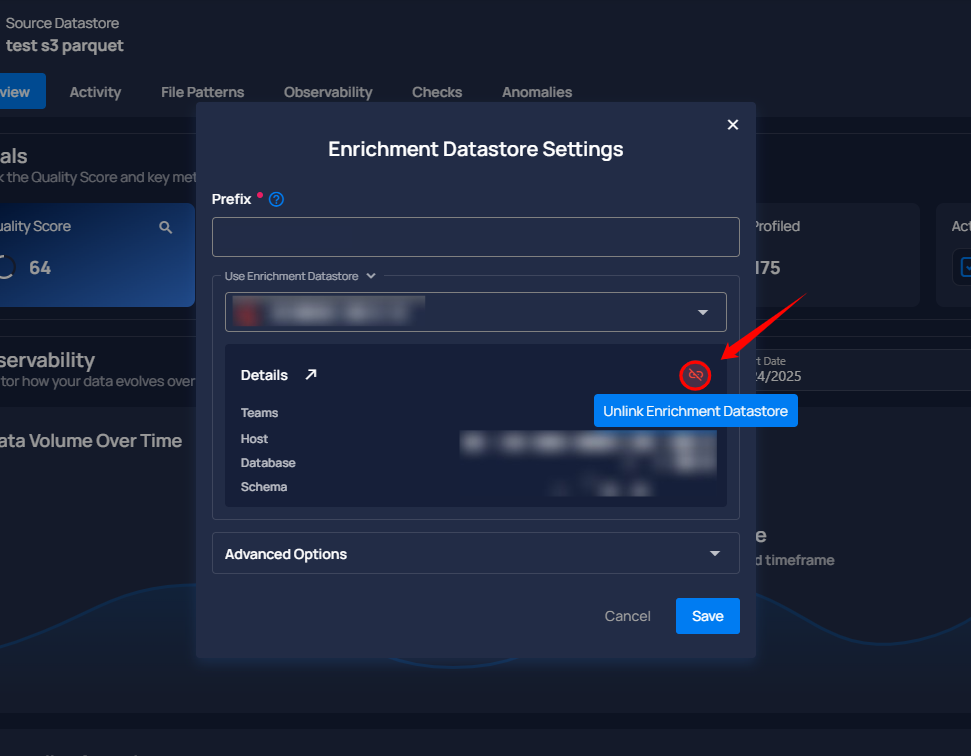 Source Datastore
test s3 parquet
view
Activity
File Patterns
Observability
Checks
Anomalies
Enrichment Datastore Settings
als
k the Quality Score and key met
uality Score
64
Prefix
Use Enrichment Datastore
Profiled
175
Act
Details
Unlink Enrichment Datastore
Teams
Host
Database
Schema
servability
tor how your data evolves over
t Date
4/2025
ata Volume Over Time
e
d timeframe
Advanced Options
Cancel
Save